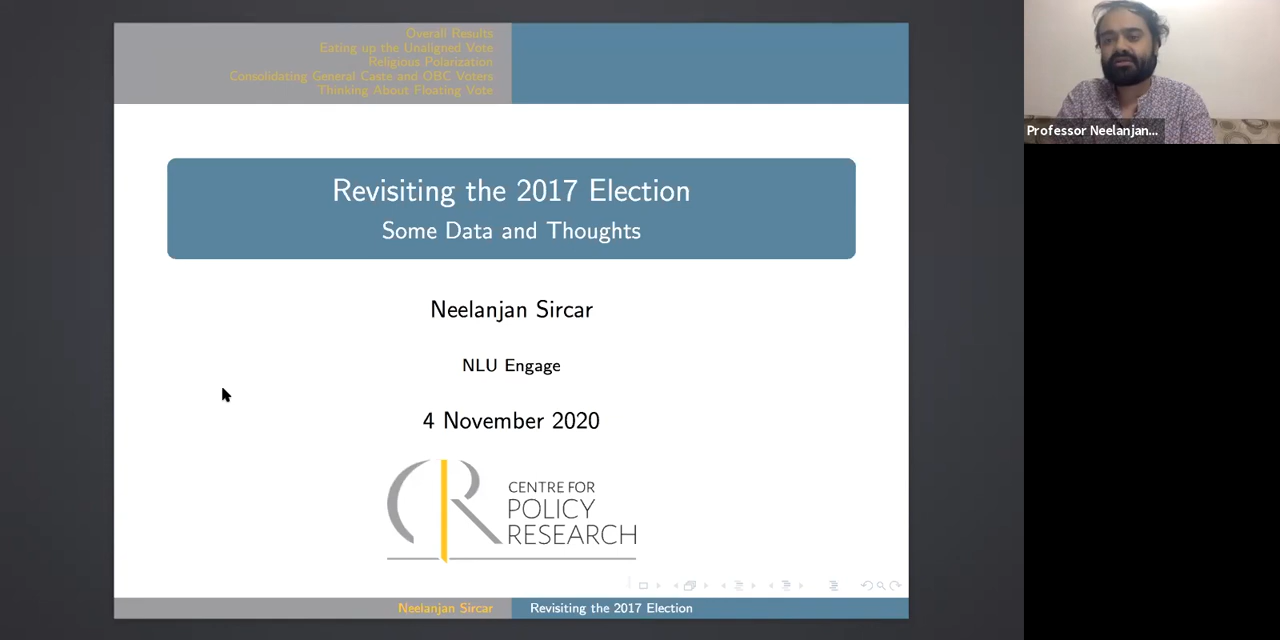 Overall Results
Eating up the Unaligned Vote
Religious Polarization
Consolidating General Caste and OBC Voters
Thinking About Floating Vote
Professor Neelanjan...
Revisiting the 2017 Election
Some Data and Thoughts
Neelanjan Sircar
NLU Engage
4 November 2020
CENTRE FOR
POLICY
RESEARCH
Neelanjan Sircar
Revisiting the 2017 Election